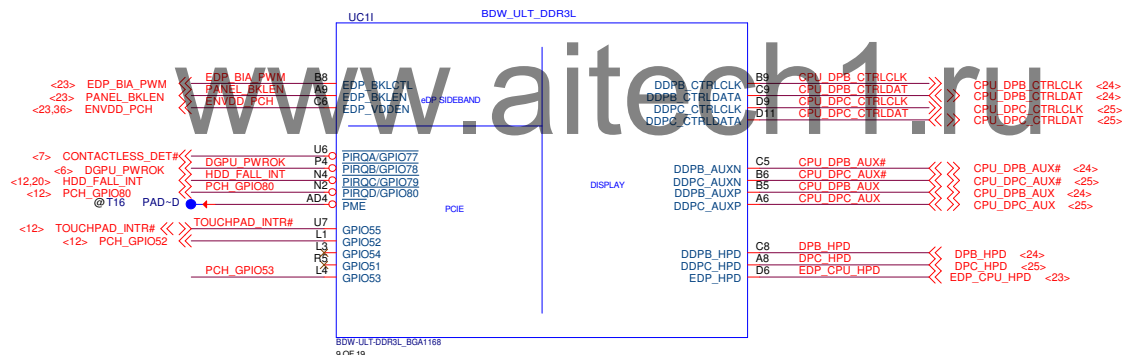 UC1I
BDW_ULT_DDR3L
www.aitech1.ru
<23> EDP_BIA_PWM EDP_BIA_PWM B8 EDP_BKLCTL
<23> PANEL_BKLEN PANEL_BKLEN A9 EDP_BKLEN
<23,36> ENVDD_PCH ENVDD_PCH C6 EDP_VDDEN
eDP SIDEBAND
DDPB_CTRLCLK B9 CPU_DPB_CTRLCLK CPU_DPB_CTRLCLK <24>
DDPB_CTRLDATA C9 CPU_DPB_CTRLDAT CPU_DPB_CTRLDAT <24>
DDPC_CTRLCLK D9 CPU_DPC_CTRLCLK CPU_DPC_CTRLCLK <25>
DDPC_CTRLDATA D11 CPU_DPC_CTRLDAT CPU_DPC_CTRLDAT <25>
<7> CONTACTLESS_DET# U6 PIRQA/GPIO77
<6> DGPU_PWROK DGPU_PWROK P4 PIRQB/GPIO78
<12,20> HDD_FALL_INT HDD_FALL_INT N4 PIRQC/GPIO79
<12> PCH_GPIO80 PCH_GPIO80 N2 PIRQD/GPIO80
@T16 PAD~D AD4 PME
DISPLAY
PCIE
DDPB_AUXN C5 CPU_DPB_AUX# CPU_DPB_AUX# <24>
DDPC_AUXN B6 CPU_DPC_AUX# CPU_DPC_AUX# <25>
DDPB_AUXP B5 CPU_DPB_AUX CPU_DPB_AUX <24>
DDPC_AUXP A6 CPU_DPC_AUX CPU_DPC_AUX <25>
<12> TOUCHPAD_INTR# TOUCHPAD_INTR# U7 GPIO55
<12> PCH_GPIO52 L1 GPIO52
L3 GPIO54
R5 GPIO51
PCH_GPIO53 L4 GPIO53
DDPB_HPD C8 DPB_HPD DPB_HPD <24>
DDPC_HPD A8 DPC_HPD DPC_HPD <25>
EDP_HPD D6 EDP_CPU_HPD EDP_CPU_HPD <23>
BDW-ULT-DDR3L_BGA1168
9 OF 19